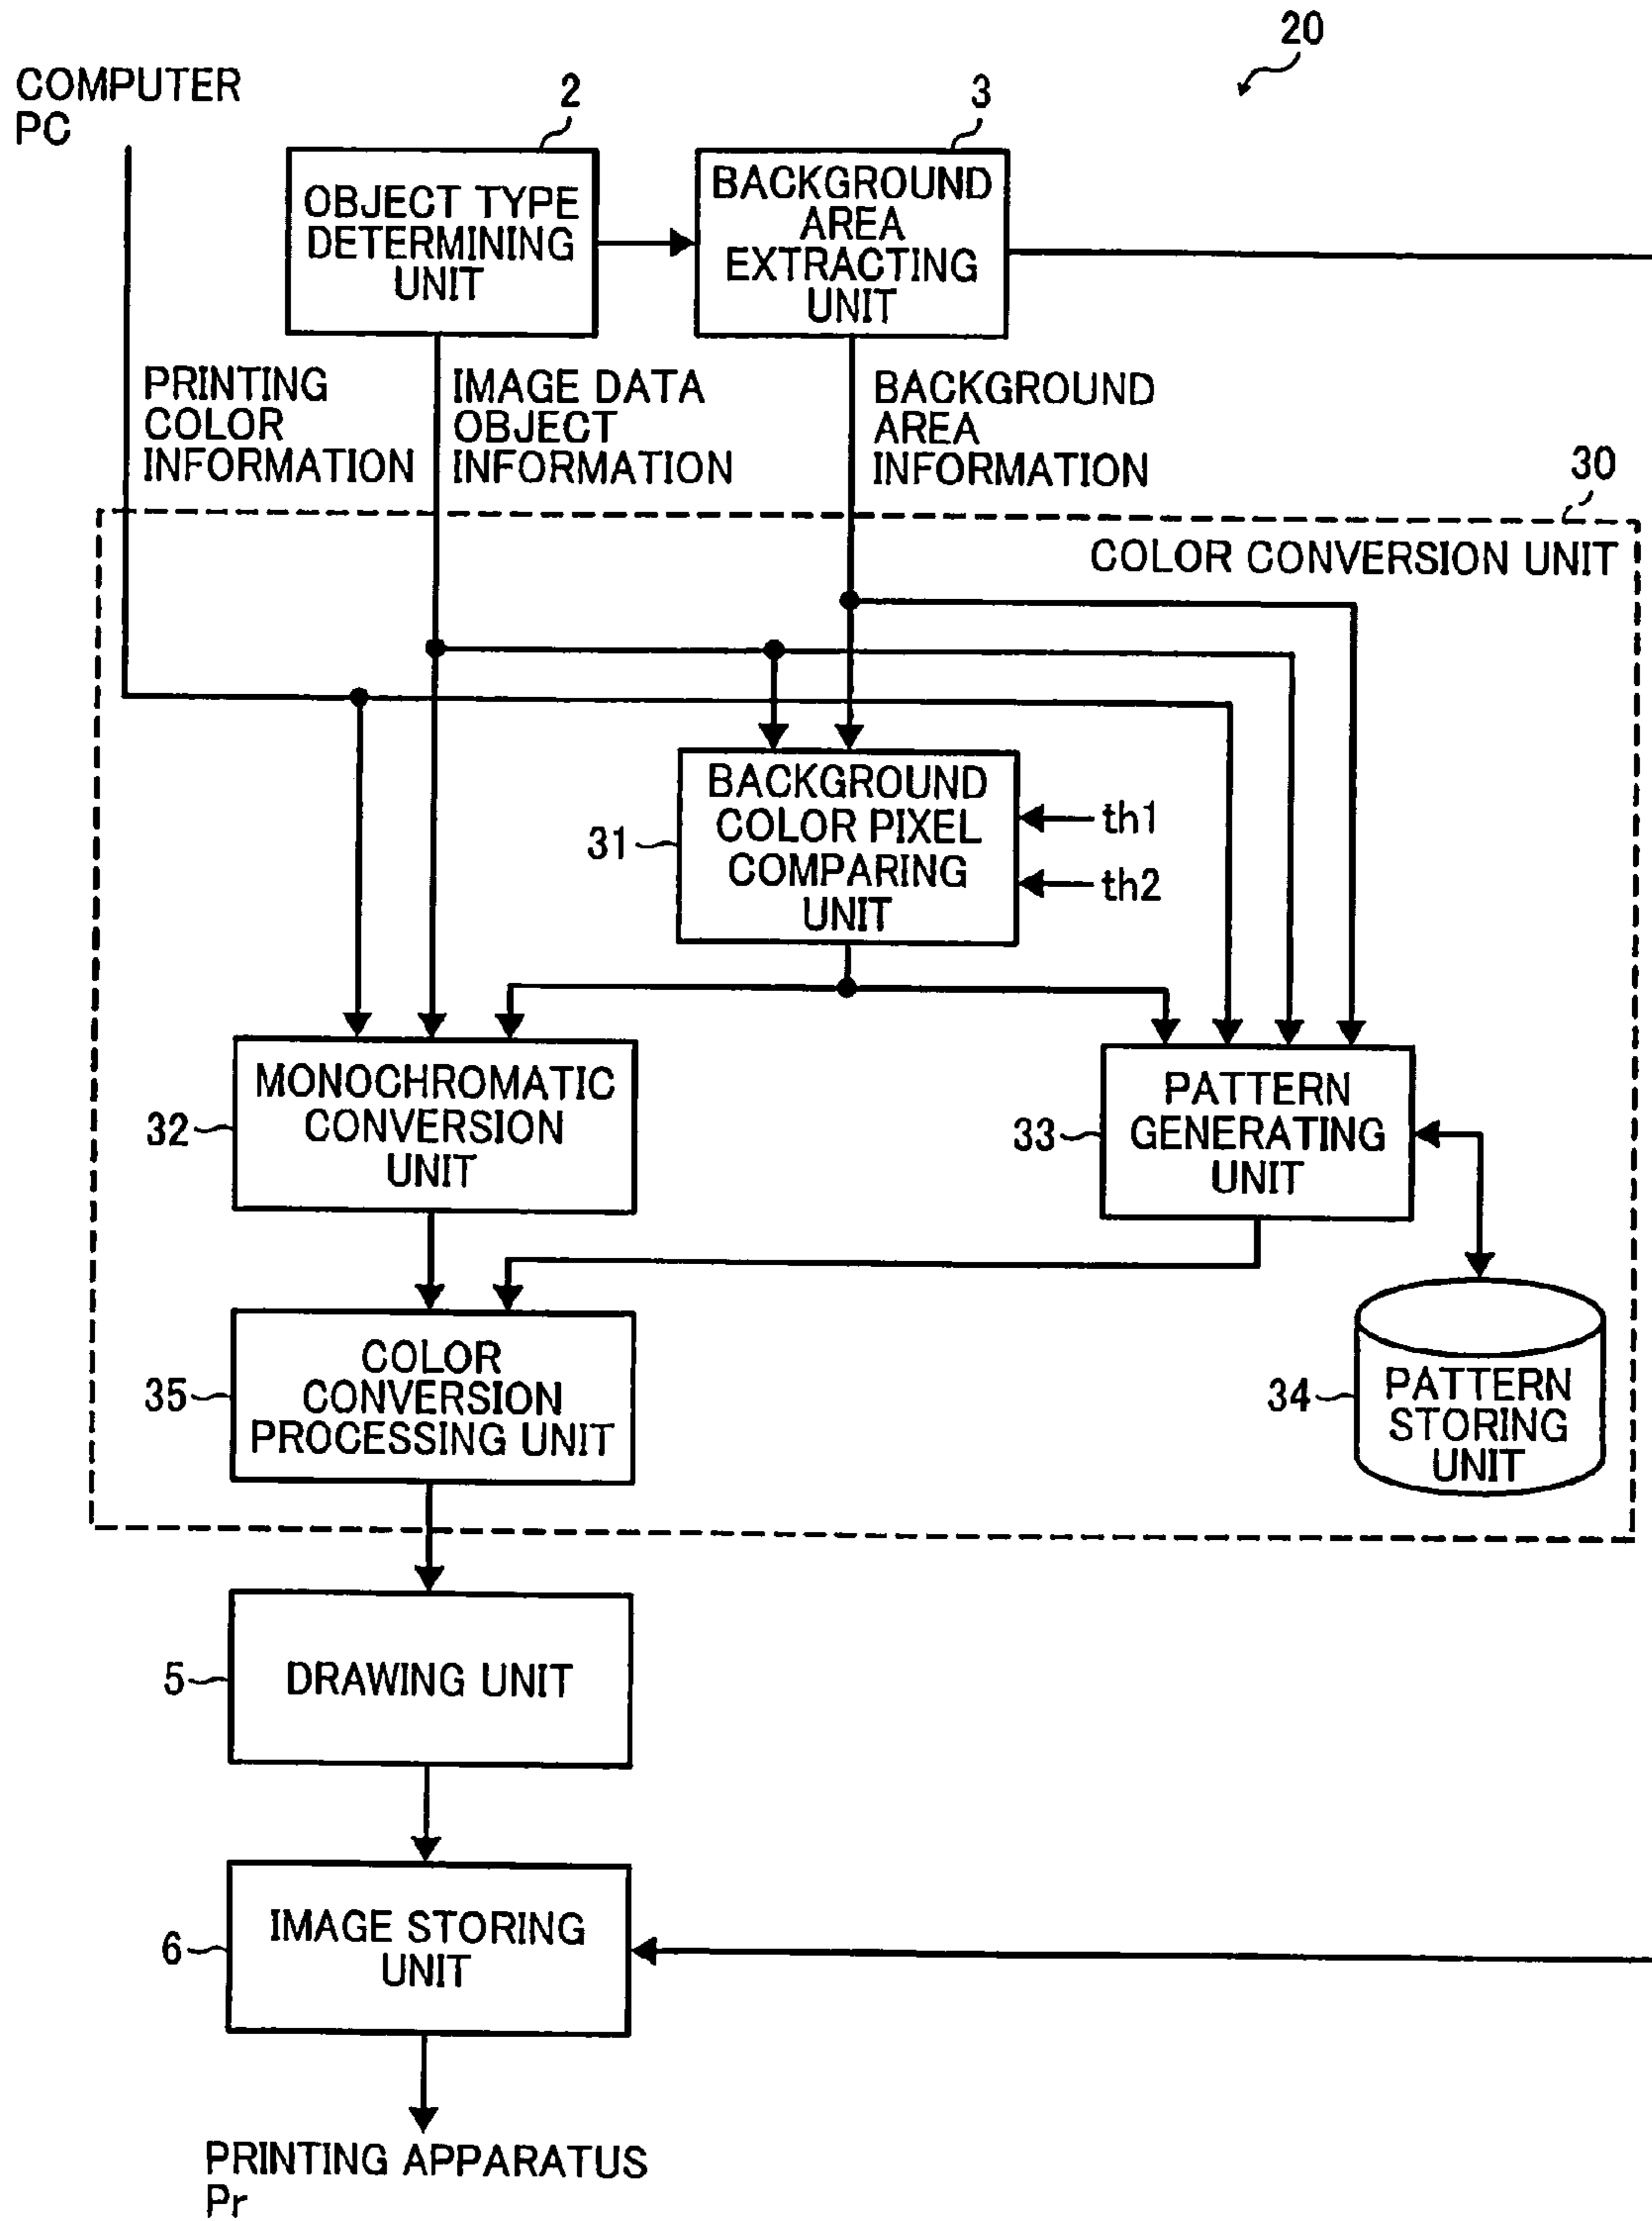 20
COMPUTER
PC
2
3
OBJECT TYPE
DETERMINING
UNIT
BACKGROUND
AREA
EXTRACTING
UNIT
PRINTING
COLOR
INFORMATION
IMAGE DATA
OBJECT
INFORMATION
BACKGROUND
AREA
INFORMATION
30
COLOR CONVERSION UNIT
31
BACKGROUND
COLOR PIXEL
COMPARING
UNIT
th1
th2
32
MONOCHROMATIC
CONVERSION
UNIT
33
PATTERN
GENERATING
UNIT
35
COLOR
CONVERSION
PROCESSING UNIT
34
PATTERN
STORING
UNIT
5
DRAWING UNIT
6
IMAGE STORING
UNIT
PRINTING APPARATUS
Pr